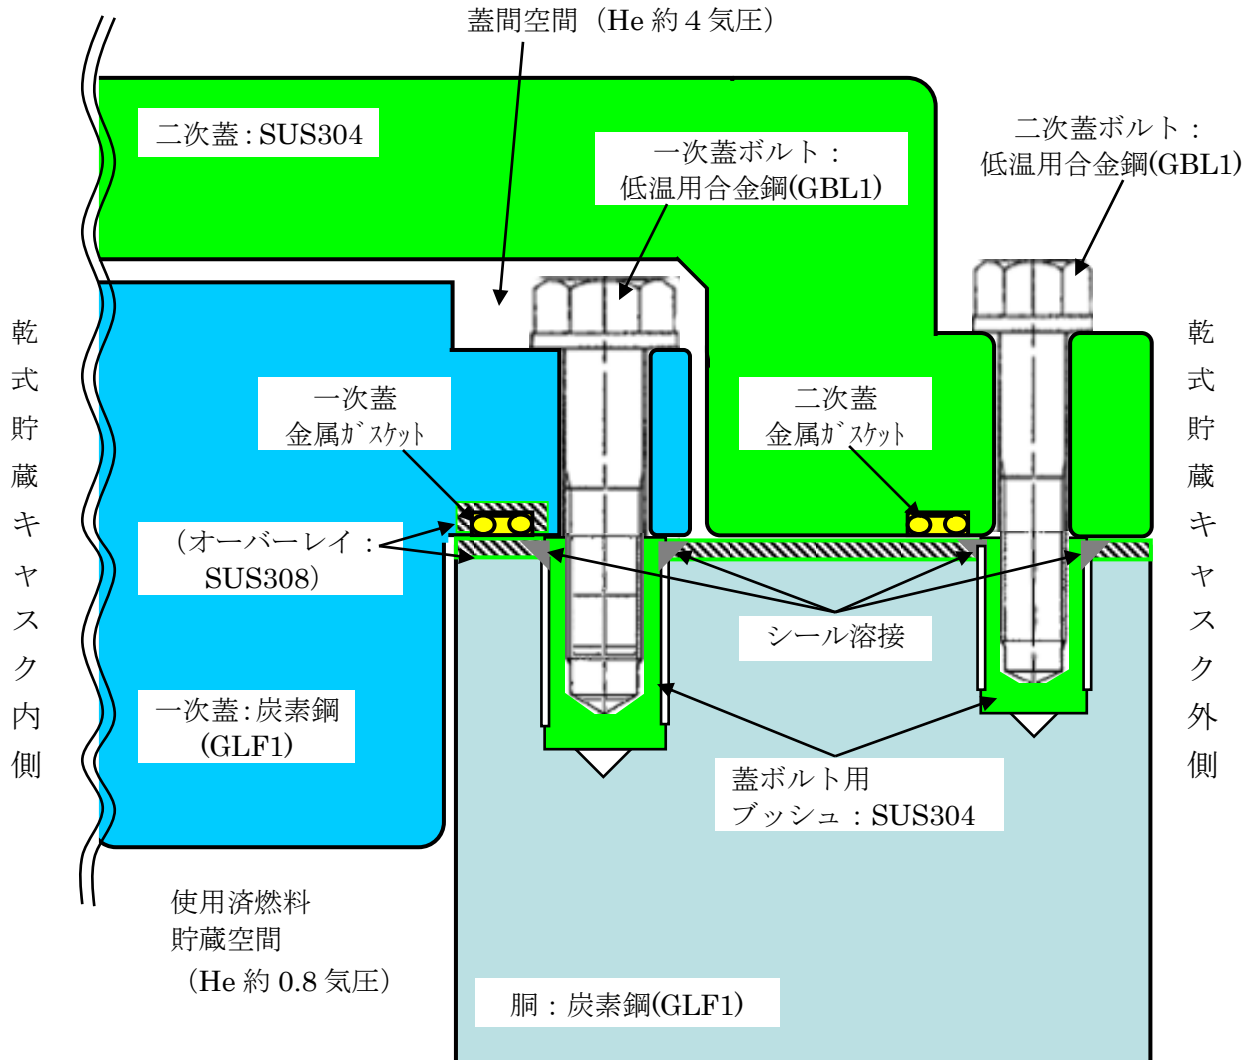 蓋間空間（He 約４気圧）
二次蓋：SUS304
一次蓋ボルト：
低温用合金鋼(GBL1)
二次蓋ボルト：
低温用合金鋼(GBL1)
乾式貯蔵キャスク内側
乾式貯蔵キャスク外側
一次蓋
金属ｶﾞｽｹｯﾄ
二次蓋
金属ｶﾞｽｹｯﾄ
（オーバーレイ：
SUS308）
シール溶接
一次蓋：炭素鋼
(GLF1)
蓋ボルト用
ブッシュ：SUS304
使用済燃料
貯蔵空間
（He 約 0.8 気圧）
胴：炭素鋼(GLF1)